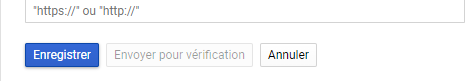 "https://" ou "http://"
Enregistrer Envoyer pour vérification Annuler